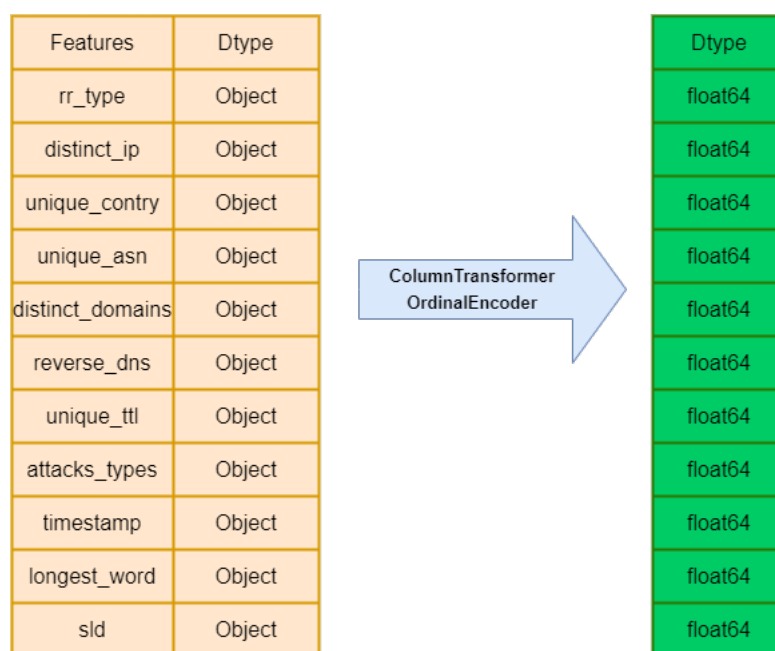 Features Dtype Dtype
rr_type Object float64
distinct_ip Object float64
unique_contry Object float64
unique_asn Object float64
ColumnTransformer
OrdinalEncoder
distinct_domains Object float64
reverse_dns Object float64
unique_ttl Object float64
attacks_types Object float64
timestamp Object float64
longest_word Object float64
sld Object float64